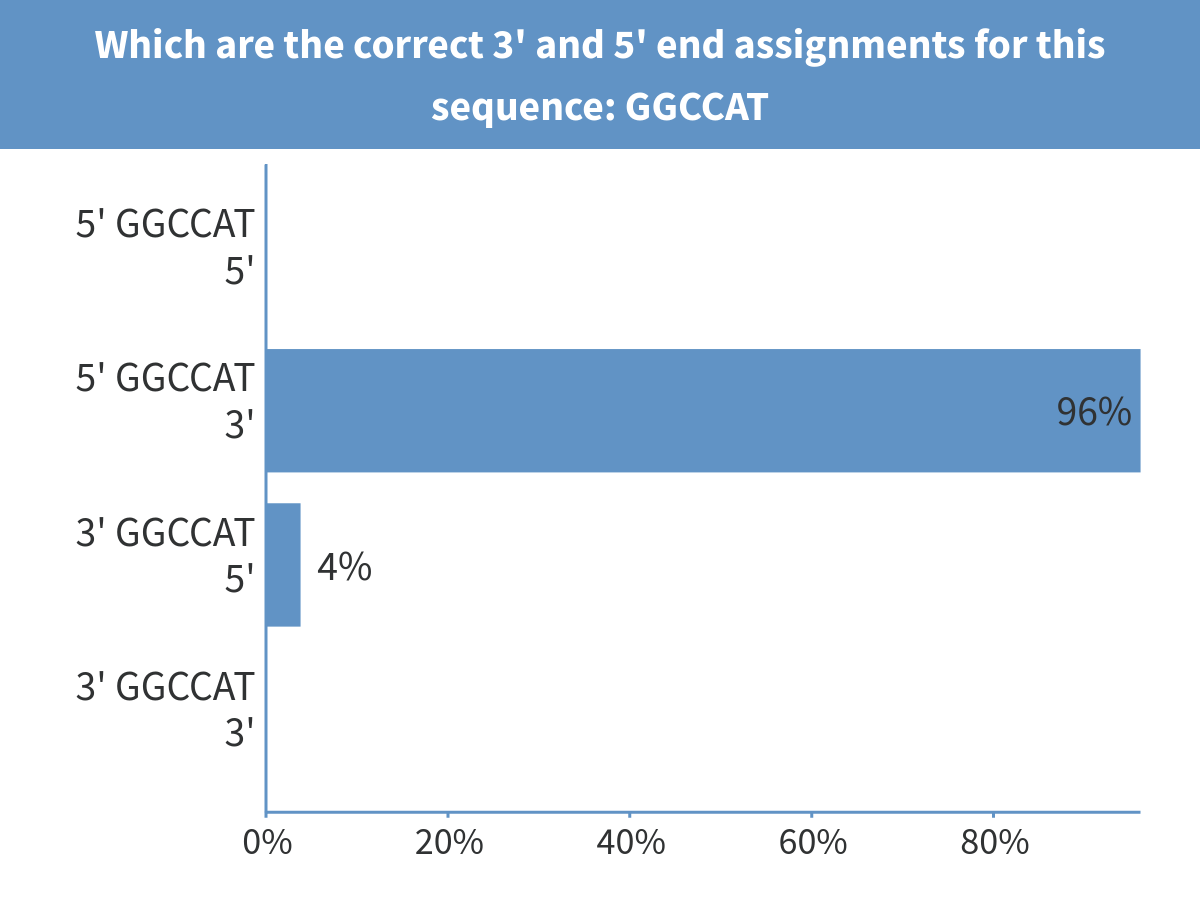 Which are the correct 3' and 5' end assignments for this
sequence: GGCCAT
5' GGCCAT
5'
5' GGCCAT
3'
96%
3' GGCCAT
5'
4%
3' GGCCAT
3'
0%
20%
40%
60%
80%